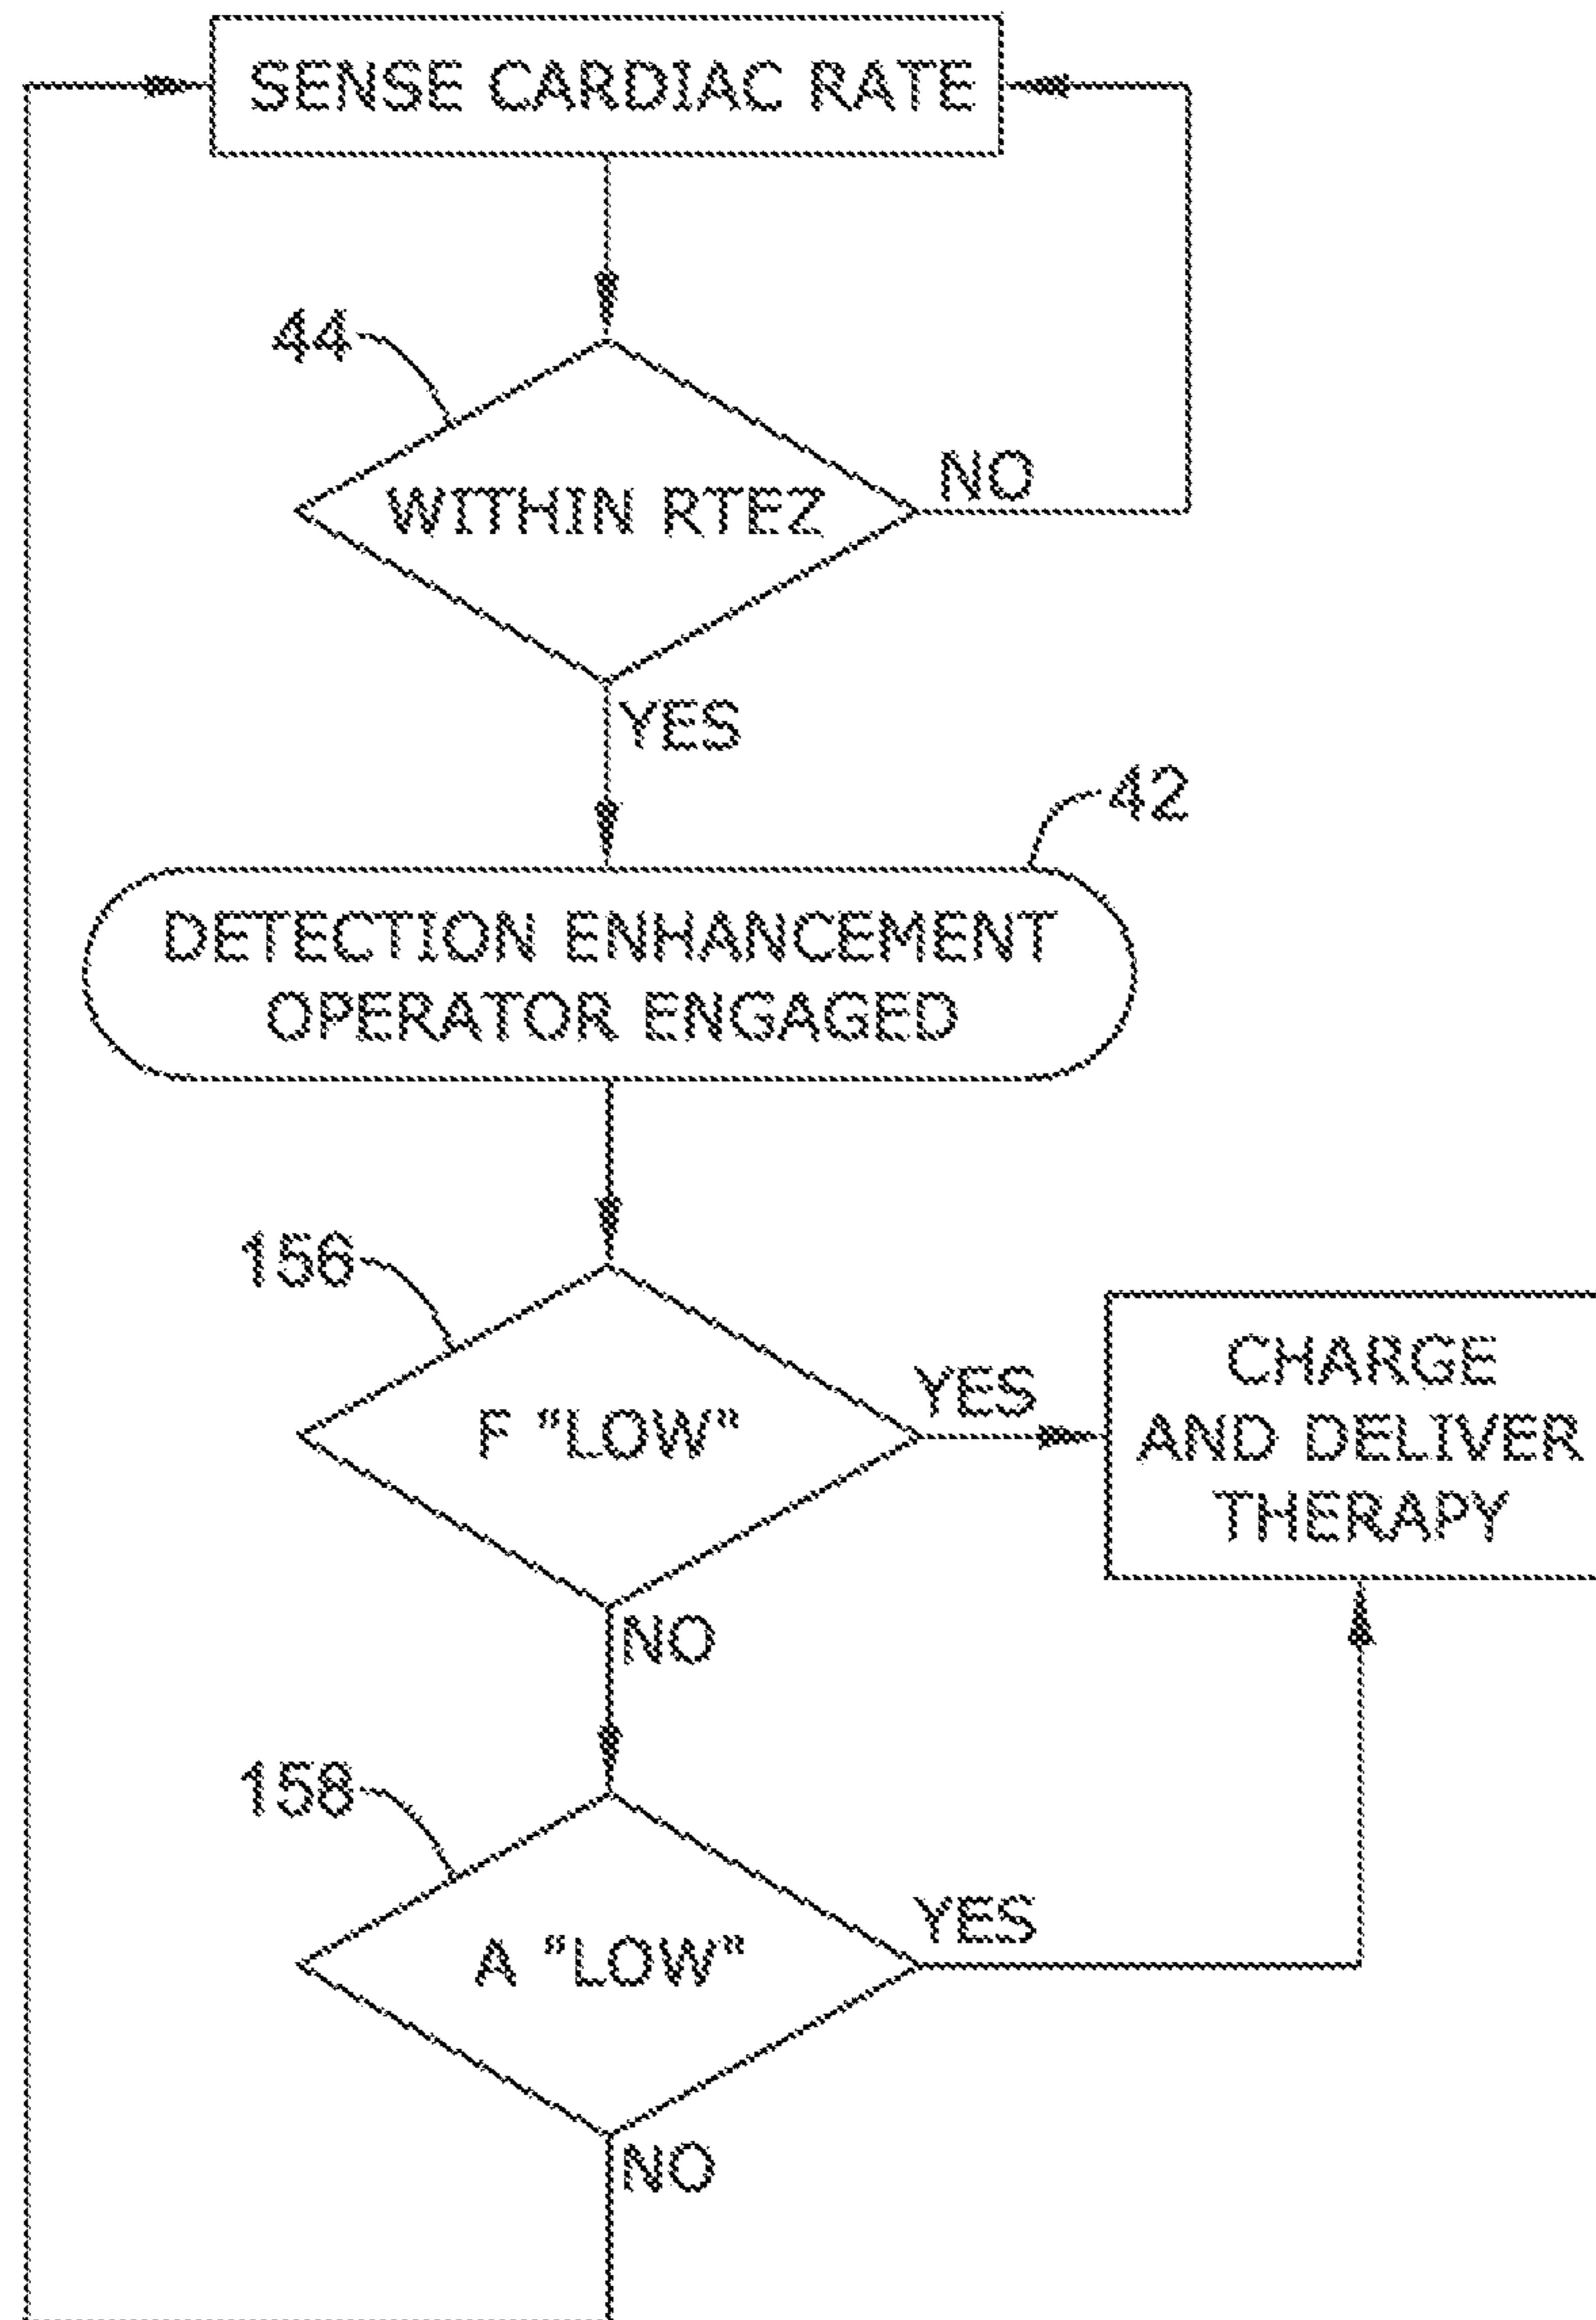 SENSE CARDIAC RATE
44
WITHIN RTEZ
NO
YES
42
DETECTION ENHANCEMENT
OPERATOR ENGAGED
156
F "LOW"
YES
CHARGE
AND DELIVER
THERAPY
NO
158
A "LOW"
YES
NO